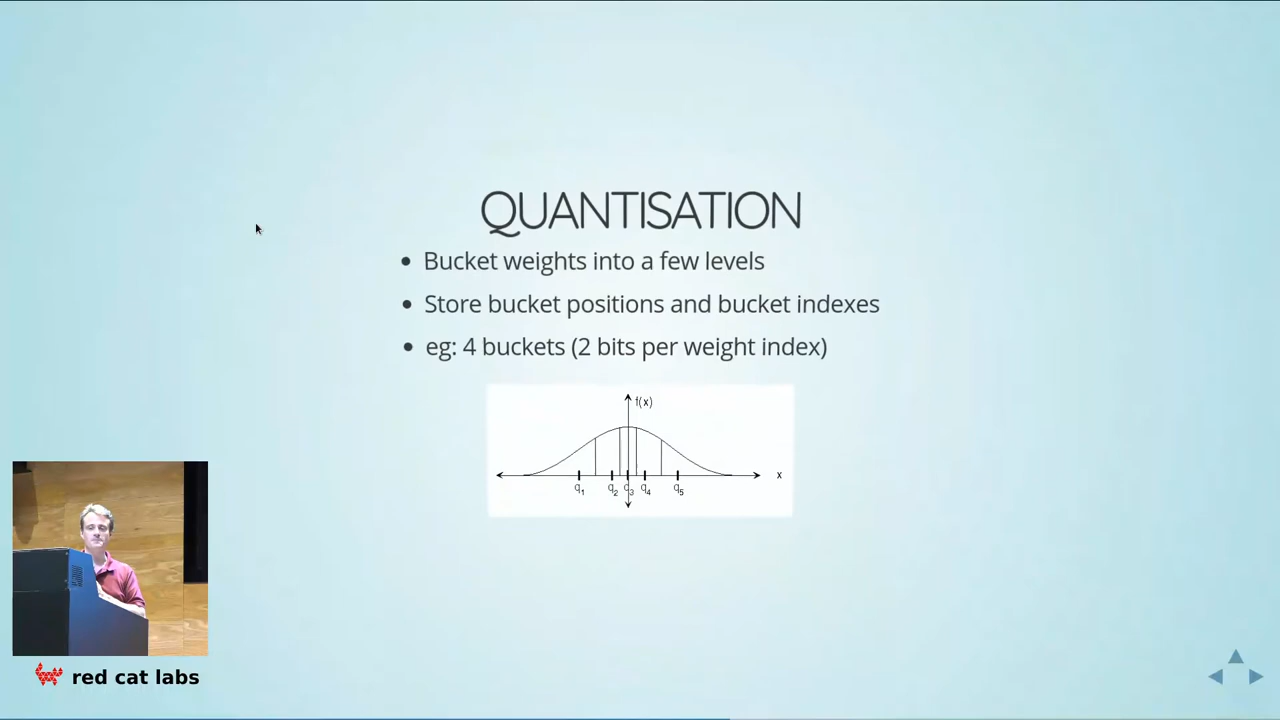 QUANTISATION
Bucket weights into a few levels
Store bucket positions and bucket indexes
eg: 4 buckets (2 bits per weight index)
f(x)
x
q1 q2 q3 q4 q5
red cat labs